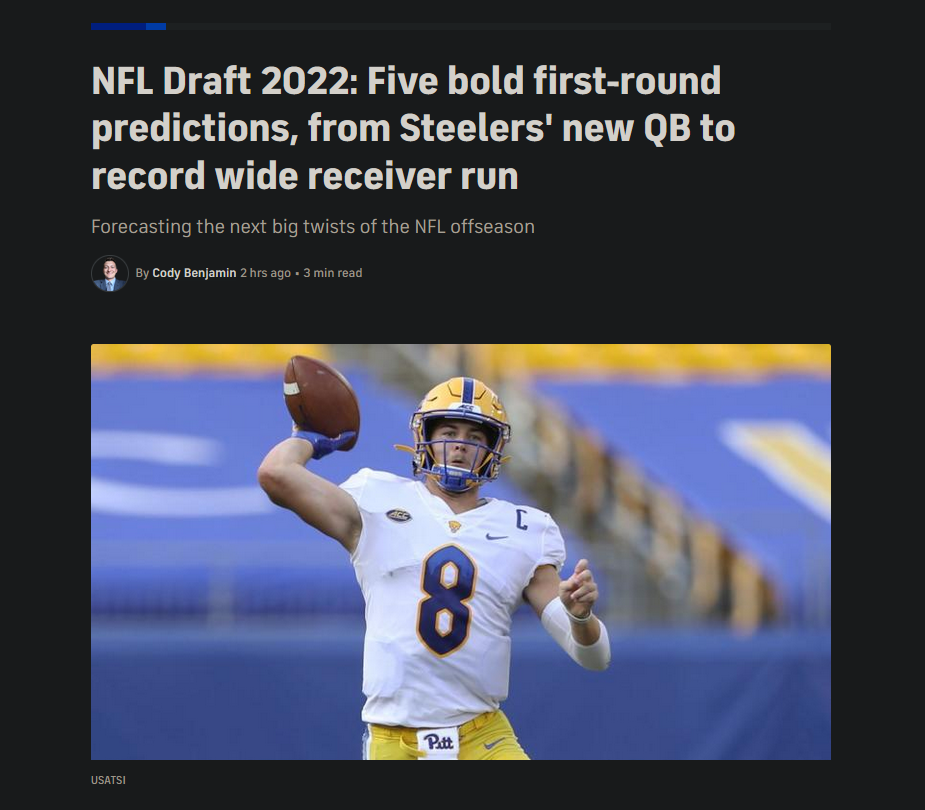 NFL Draft 2022: Five bold first-round
predictions, from Steelers' new QB to
record wide receiver run
Forecasting the next big twists of the NFL offseason
By Cody Benjamin 2 hrs ago • 3 min read
ACC
C
8
Pitt
USATSI